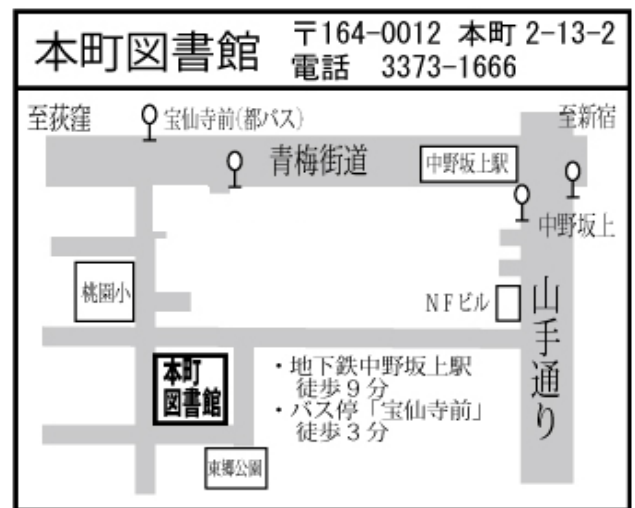 本町図書館
〒164-0012 本町 2-13-2
電話 3373-1666
至荻窪
宝仙寺前(都バス)
至新宿
青梅街道
中野坂上駅
中野坂上
桃園小
NFビル
山手通り
本町
図書館
・地下鉄中野坂上駅
徒歩9分
・バス停「宝仙寺前」
徒歩3分
東郷公園